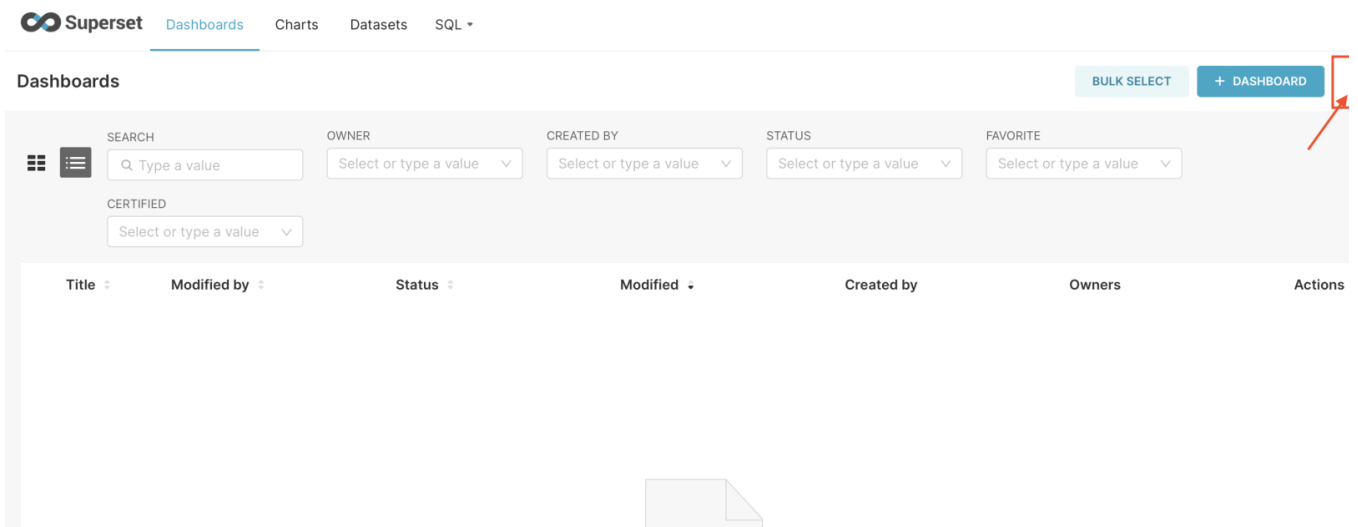 Superset Dashboards Charts Datasets SQL
Dashboards BULK SELECT + DASHBOARD
SEARCH OWNER CREATED BY STATUS FAVORITE
Type a value Select or type a value Select or type a value Select or type a value Select or type a value
CERTIFIED
Select or type a value
Title Modified by Status Modified Created by Owners Actions